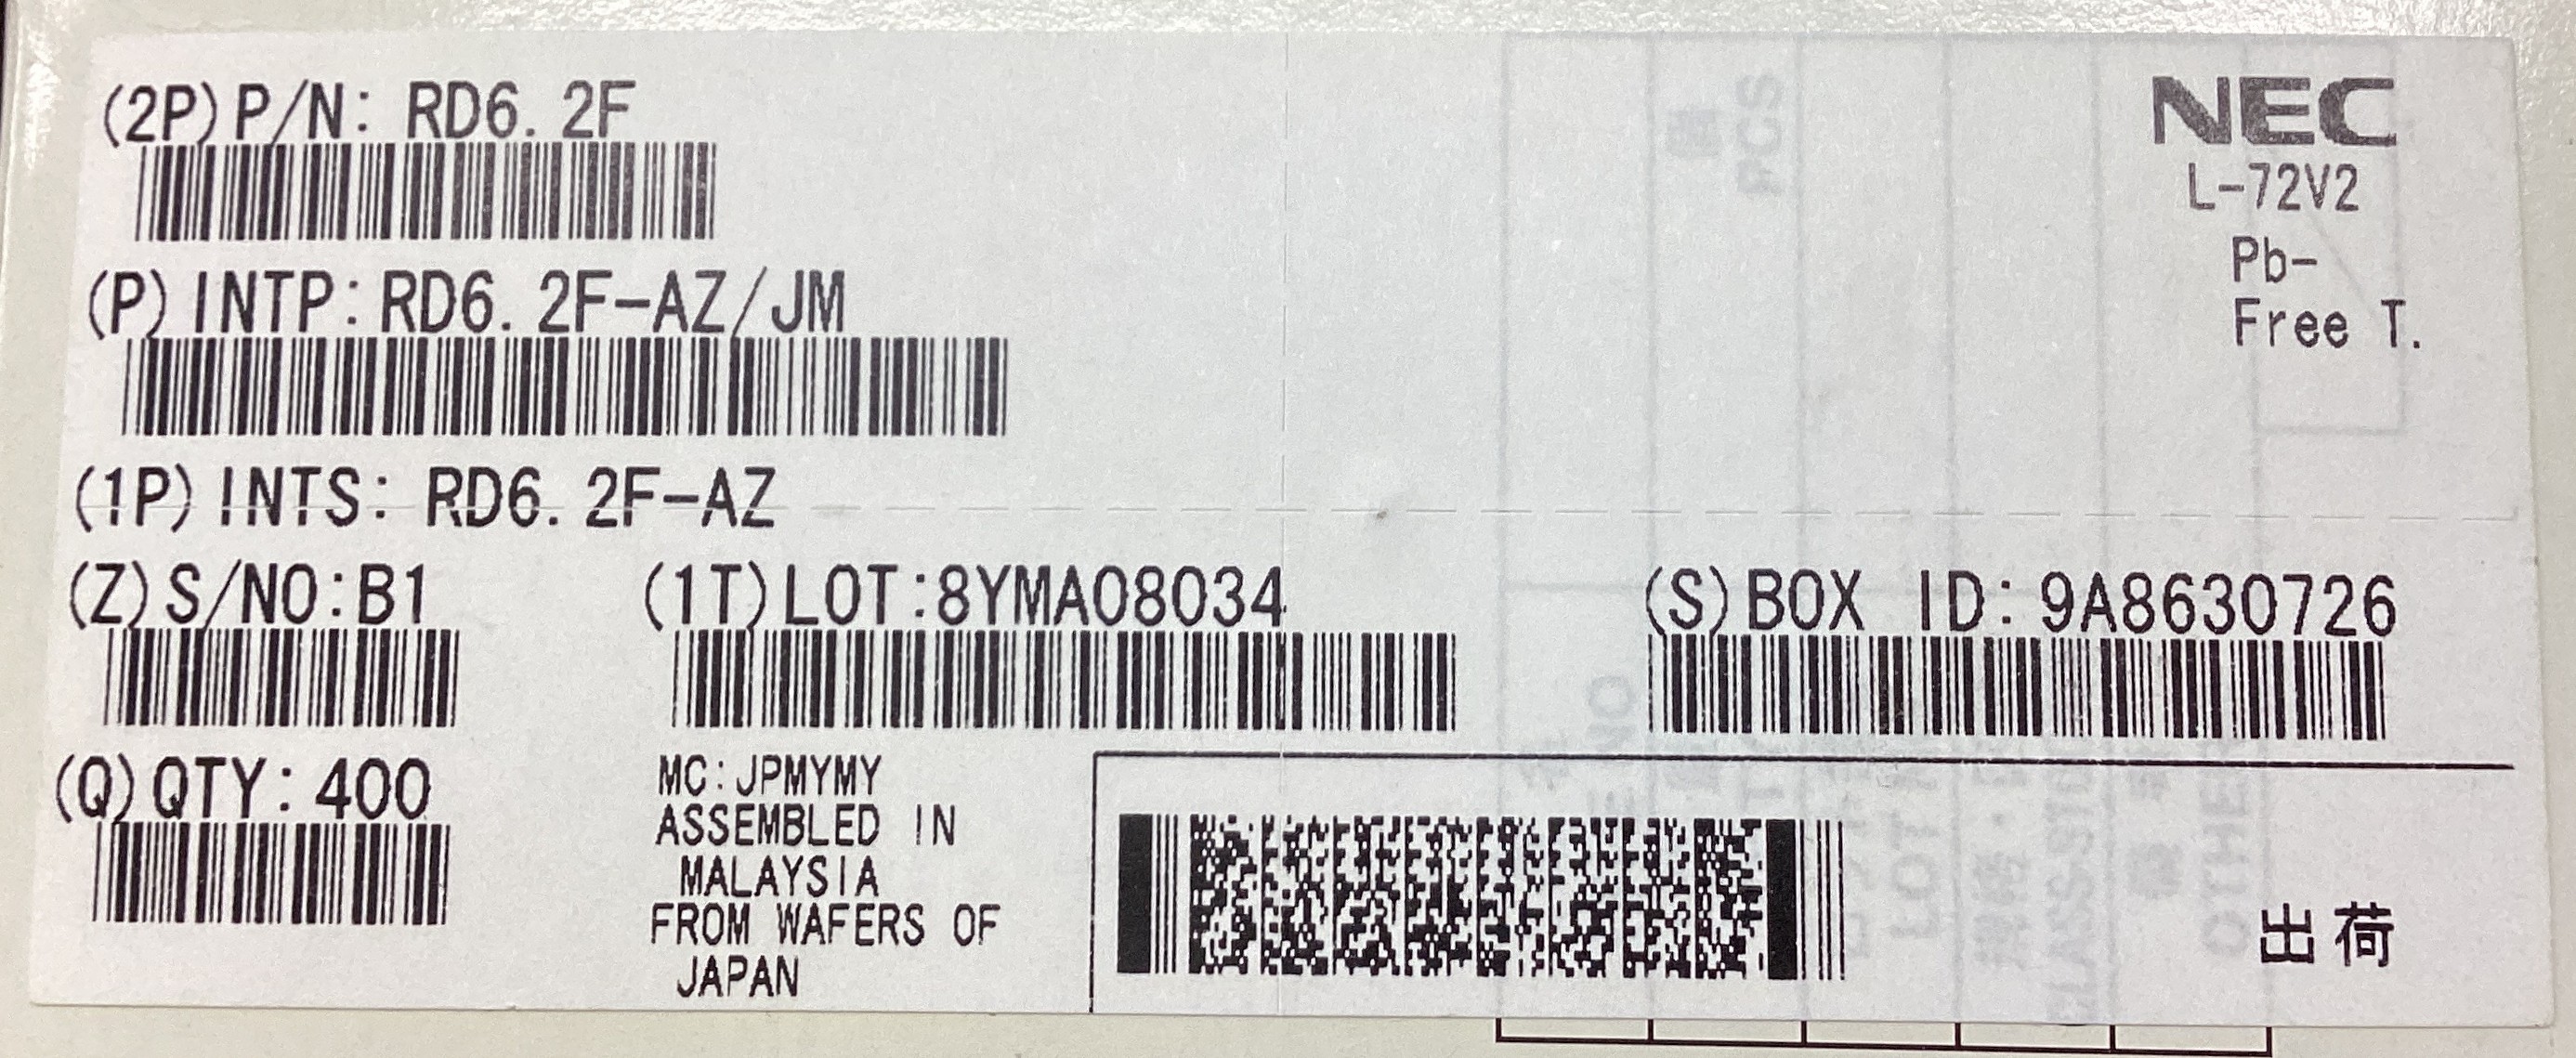 (2P)P/N: RD6.2F
NEC
L-72V2
Pb-
Free T.
(P)INTP:RD6.2F-AZ/JM
(1P)INTS: RD6.2F-AZ
(Z)S/NO:B1
(1T)LOT:8YMA08034
(S)BOX ID:9A8630726
(Q)QTY:400
MC:JPMYMY
ASSEMBLED IN
MALAYSIA
FROM WAFERS OF
JAPAN
出荷
PCS